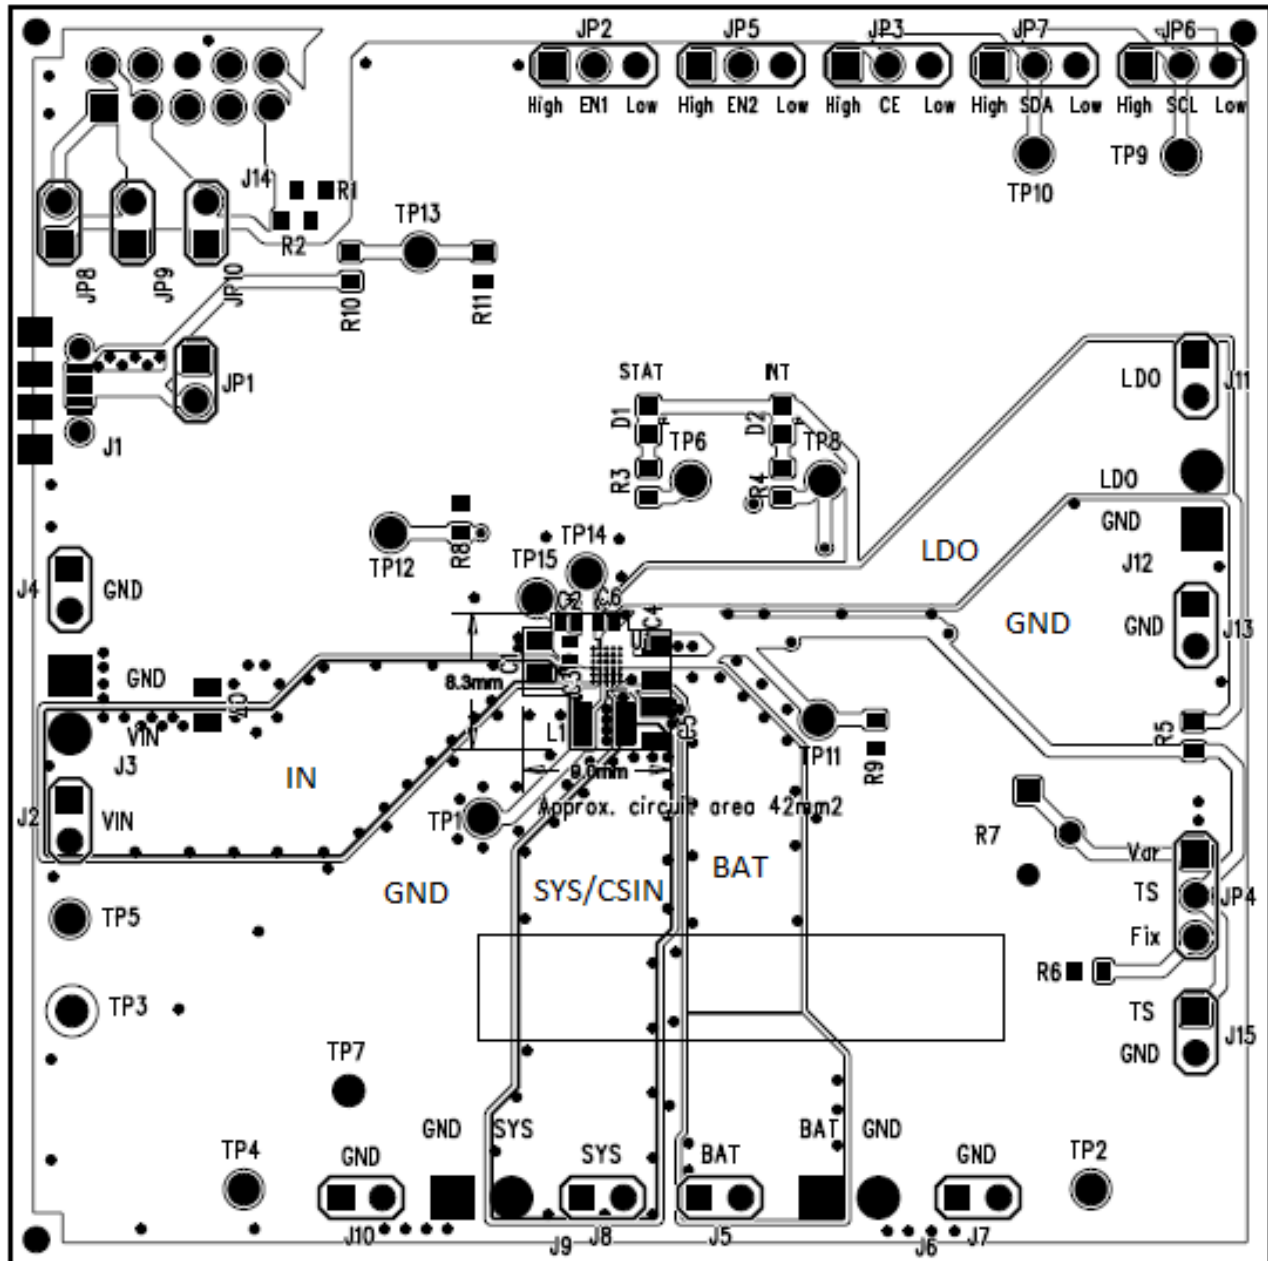 JP2 JP5 JP3 JP7 JP6
High EN1 Low High EN2 Low High CE Low High SDA Low High SCL Low
TP9
TP10
J14 R1
TP13
R2
JP8 JP9 JP10
R10 R11
JP1
J1
STAT INT
D1 D2
TP6 TP8
R3 R4
LDO J11
LDO
GND
J12
LDO
R8
TP12
TP14
TP15
J4 GND
C2 C6
C4
U1
C1
C3
GND
GND J13
8.3mm
GND
VIN
J3
L1
C5
TP11
R9
R5
IN
9.0mm
Approx. circuit area 42mm2
J2 VIN
TP1
R7
Var
TS JP4
Fix
GND
SYS/CSIN
BAT
TP5
R6
TP3
TS
GND J15
TP7
GND SYS
BAT GND
TP4 GND SYS BAT GND TP2
J10 J9 J8 J5 J6 J7